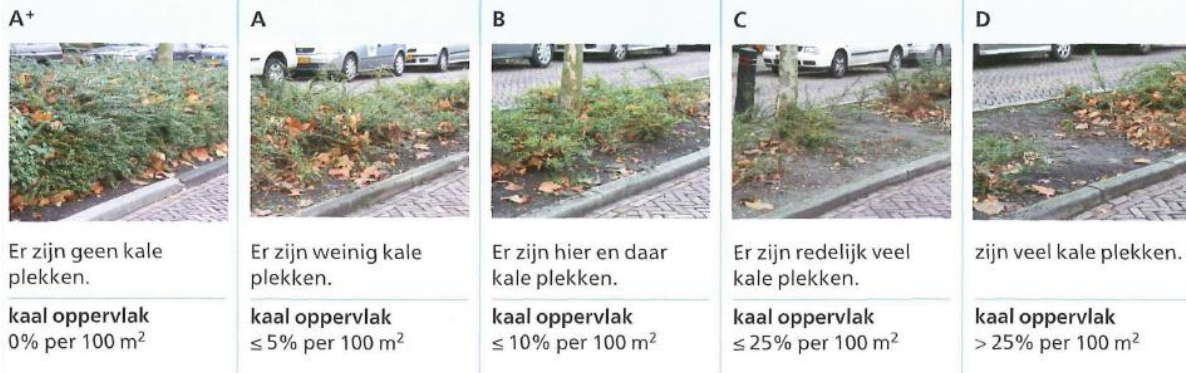 A+
Er zijn geen kale
plekken.
kaal oppervlak
0% per 100 m²
A
Er zijn weinig kale
plekken.
kaal oppervlak
≤ 5% per 100 m²
B
Er zijn hier en daar
kale plekken.
kaal oppervlak
≤ 10% per 100 m²
C
Er zijn redelijk veel
kale plekken.
kaal oppervlak
≤ 25% per 100 m²
D
zijn veel kale plekken.
kaal oppervlak
> 25% per 100 m²